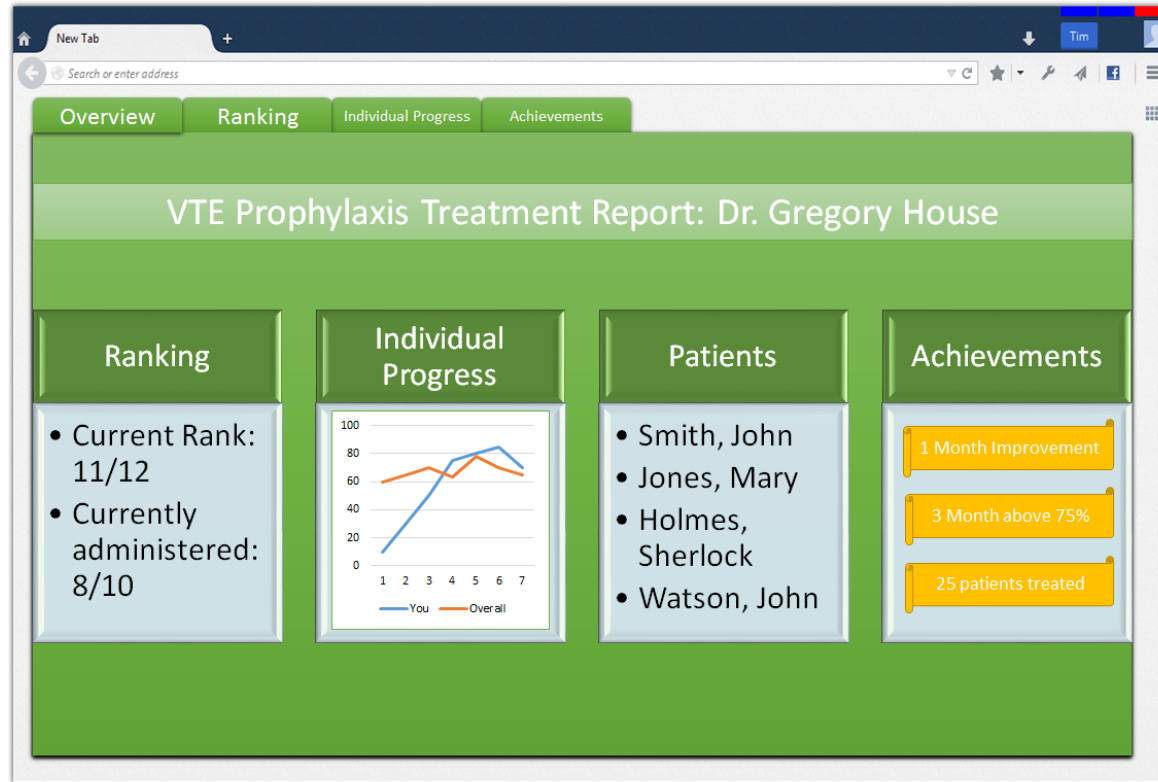 New Tab
+
Tim
Search or enter address
Overview
Ranking
Individual Progress
Achievements
VTE Prophylaxis Treatment Report: Dr. Gregory House
Ranking
• Current Rank:
11/12
• Currently
administered:
8/10
Individual
Progress
100
80
60
40
20
0
1 2 3 4 5 6 7
You Overall
Patients
• Smith, John
• Jones, Mary
• Holmes,
Sherlock
• Watson, John
Achievements
1 Month Improvement
3 Month above 75%
25 patients treated